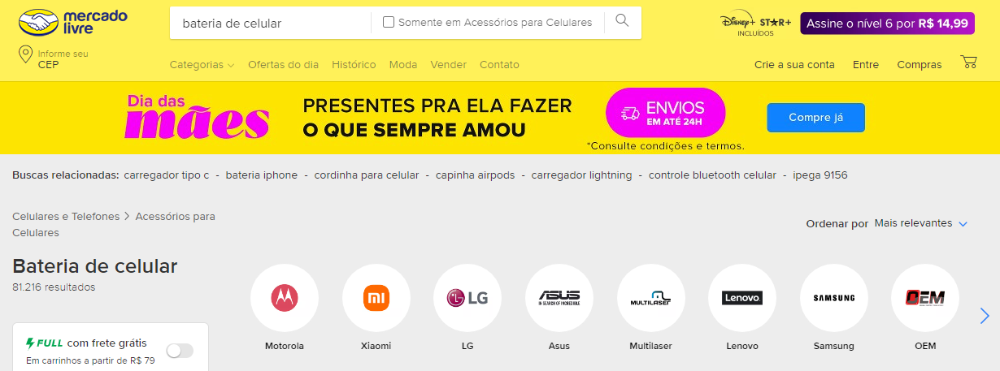 mercado
livre
bateria de celular
Somente em Acessórios para Celulares
Disney+ STAR+
INCLUÍDOS
Assine o nível 6 por R$ 14,99
Informe seu
CEP
Categorias
Ofertas do dia
Histórico
Moda
Vender
Contato
Crie a sua conta
Entre
Compras
Dia das
mães
PRESENTES PRA ELA FAZER
O QUE SEMPRE AMOU
ENVIOS
EM ATÉ 24H
*Consulte condições e termos.
Compre já
Buscas relacionadas: carregador tipo c - bateria iphone - cordinha para celular - capinha airpods - carregador lightning - controle bluetooth celular - ipega 9156
Celulares e Telefones > Acessórios para
Celulares
Ordenar por Mais relevantes
Bateria de celular
81.216 resultados
mi
LG
ASUS
IN SEARCH OF INCREDIBLE
MULTILASER
Lenovo
SAMSUNG
OEM
Motorola
Xiaomi
LG
Asus
Multilaser
Lenovo
Samsung
OEM
FULL com frete grátis
Em carrinhos a partir de R$ 79